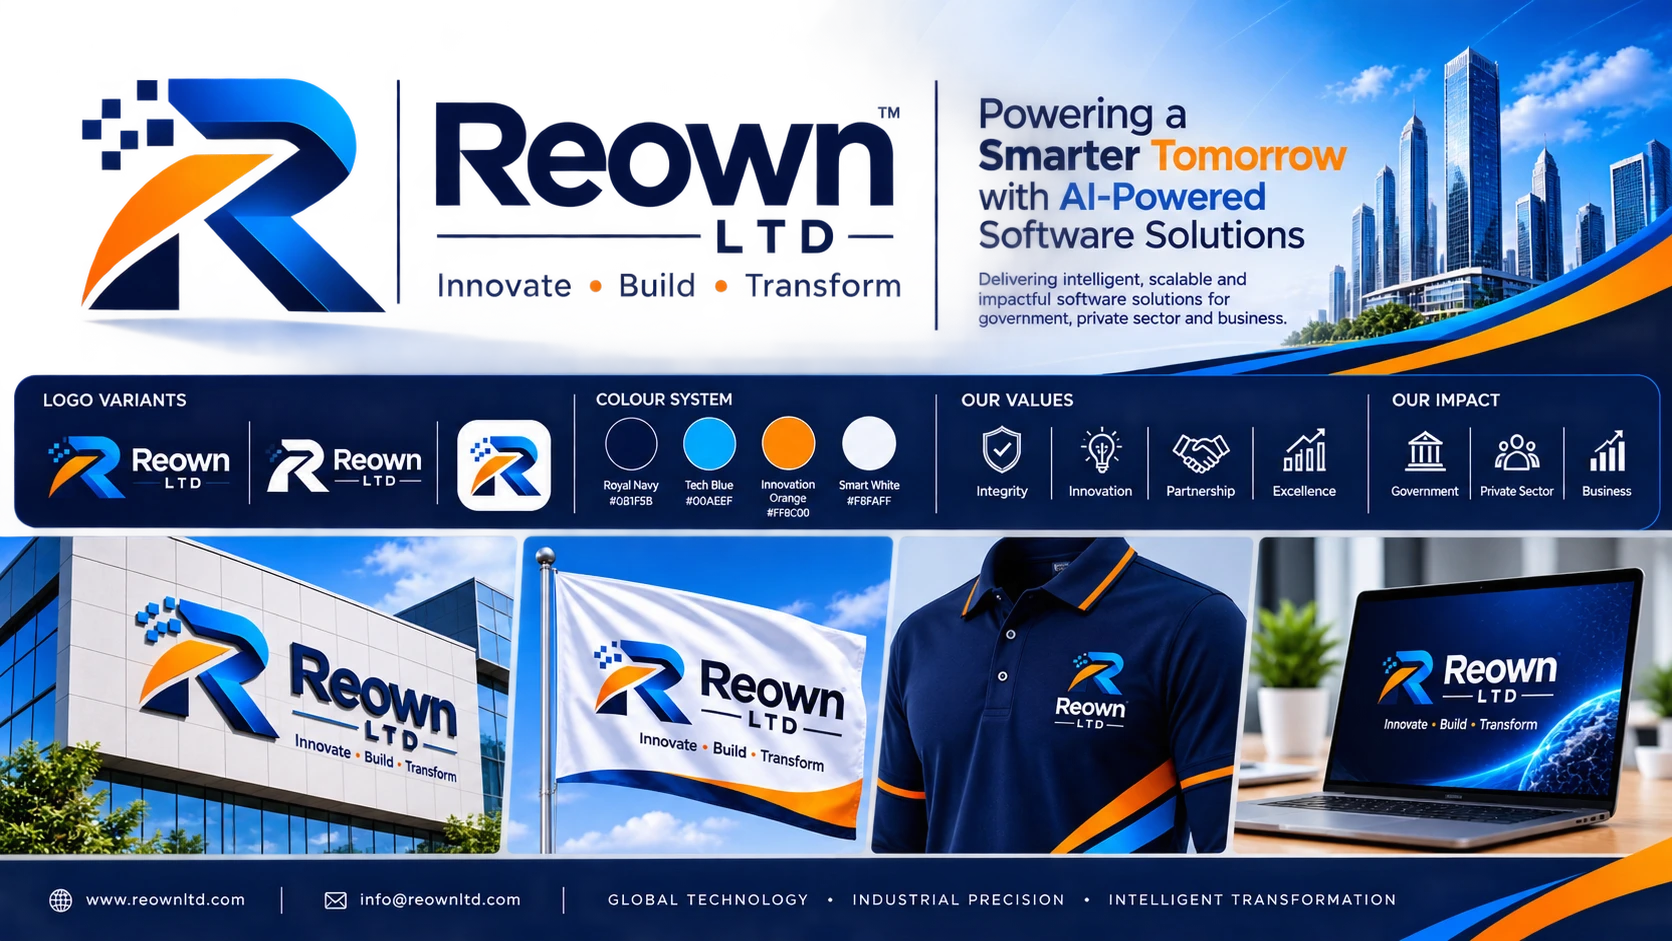 Reown™
LTD
Innovate • Build • Transform
Powering a
Smarter Tomorrow
with AI-Powered
Software Solutions
Delivering intelligent, scalable and
impactful software solutions for
government, private sector and business.
LOGO VARIANTS
Reown
LTD
Reown
LTD
COLOUR SYSTEM
Royal Navy
#0B1F5B
Tech Blue
#00AEEF
Innovation
Orange
#FF8C00
Smart White
#F8FAFF
OUR VALUES
Integrity
Innovation
Partnership
Excellence
OUR IMPACT
Government
Private Sector
Business
Reown
LTD
Innovate • Build • Transform
Reown
LTD
Innovate • Build • Transform
Reown
LTD
Reown
LTD
Innovate • Build • Transform
www.reownltd.com
info@reownltd.com
GLOBAL TECHNOLOGY • INDUSTRIAL PRECISION • INTELLIGENT TRANSFORMATION